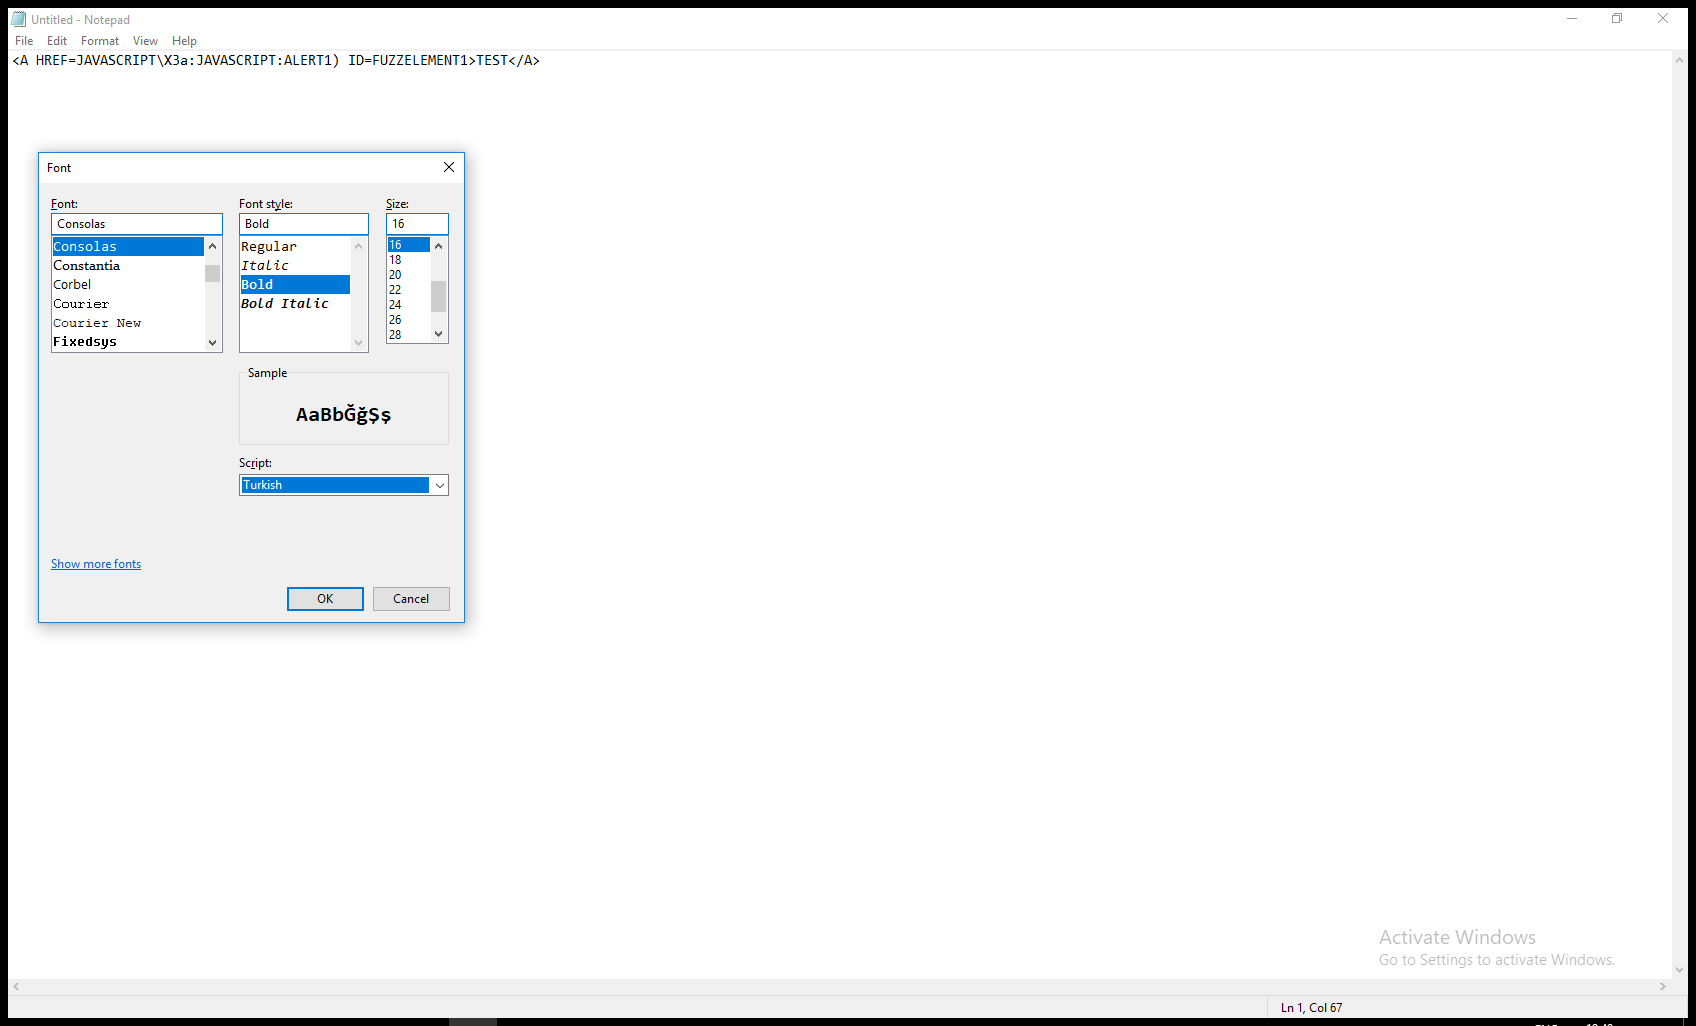 Untitled - Notepad
File Edit Format View Help
<A HREF=JAVASCRIPT\X3a:JAVASCRIPT:ALERT1) ID=FUZZELEMENT1>TEST</A>
Font
Font: Font style: Size:
Consolas Bold 16
Consolas Regular 16
Constantia Italic 18
Corbel Bold 20
Courier Bold Italic 22
Courier New 24
Fixedsys 26
28
Sample
AaBbĞğŞş
Script:
Turkish
Show more fonts
OK Cancel
Activate Windows
Go to Settings to activate Windows.
Ln 1, Col 67